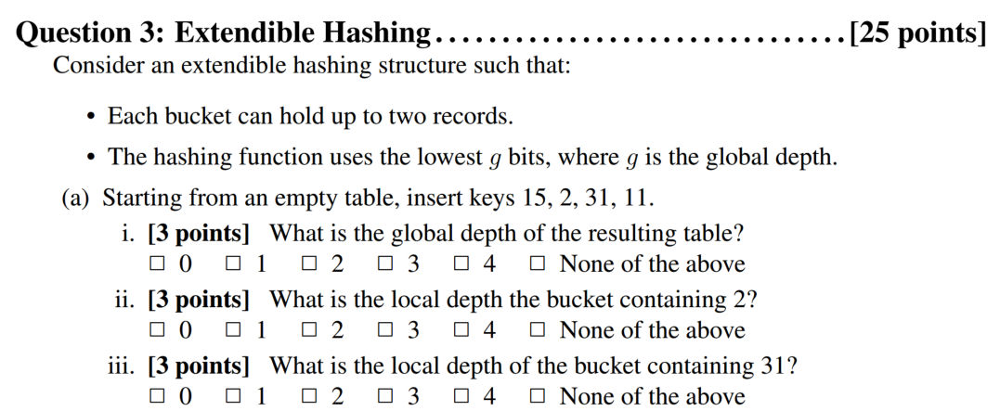 Question 3: Extendible Hashing...............................[25 points]
Consider an extendible hashing structure such that:
• Each bucket can hold up to two records.
• The hashing function uses the lowest g bits, where g is the global depth.
(a) Starting from an empty table, insert keys 15, 2, 31, 11.
i. [3 points] What is the global depth of the resulting table?
□ 0 □ 1 □ 2 □ 3 □ 4 □ None of the above
ii. [3 points] What is the local depth the bucket containing 2?
□ 0 □ 1 □ 2 □ 3 □ 4 □ None of the above
iii. [3 points] What is the local depth of the bucket containing 31?
□ 0 □ 1 □ 2 □ 3 □ 4 □ None of the above